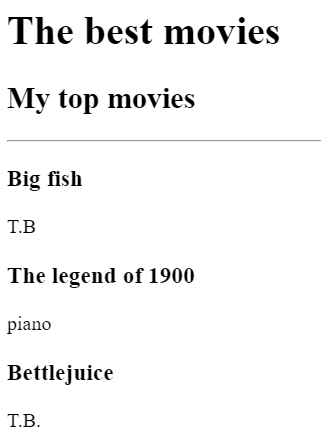 The best movies
My top movies
Big fish
T.B
The legend of 1900
piano
Bettlejuice
T.B.